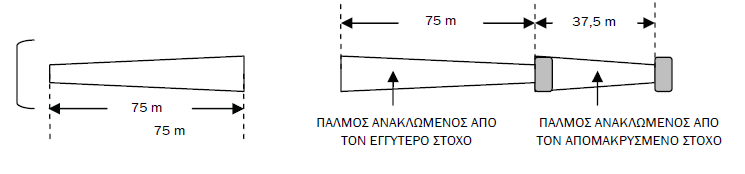 75 m
75 m
75 m
37,5 m
ΠΑΛΜΟΣ ΑΝΑΚΛΩΜΕΝΟΣ ΑΠΟ
ΤΟΝ ΕΓΓΥΤΕΡΟ ΣΤΟΧΟ
ΠΑΛΜΟΣ ΑΝΑΚΛΩΜΕΝΟΣ ΑΠΟ
ΤΟΝ ΑΠΟΜΑΚΡΥΣΜΕΝΟ ΣΤΟΧΟ